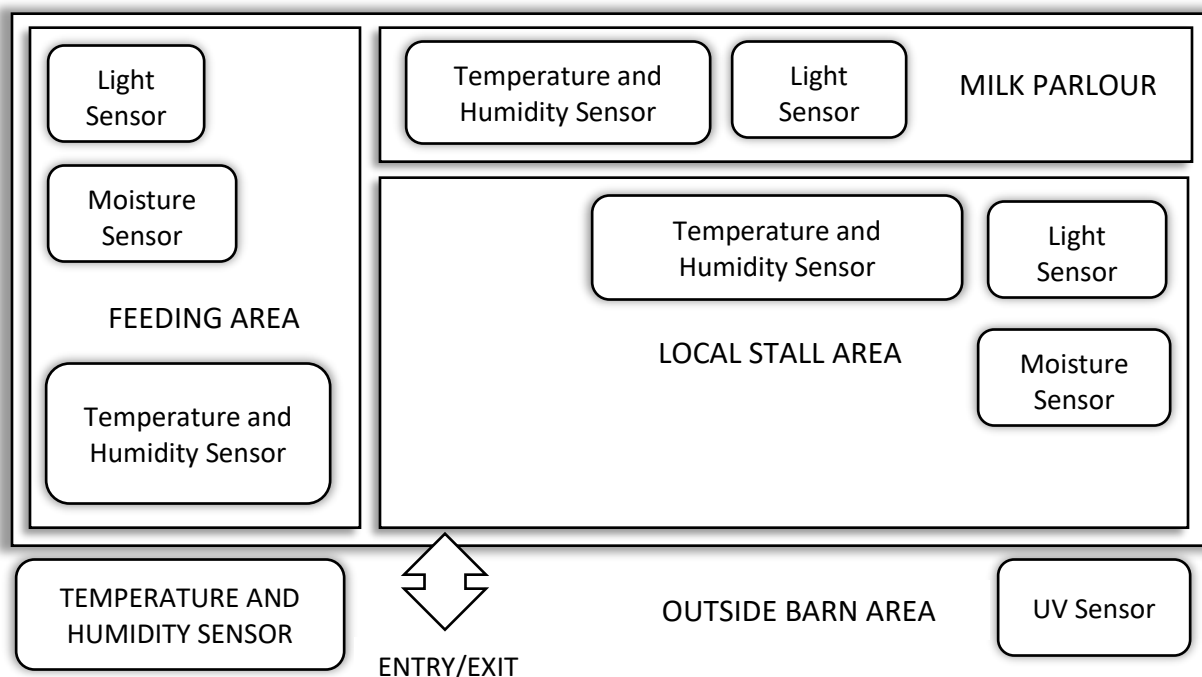 Light
Sensor
Moisture
Sensor
FEEDING AREA
Temperature and
Humidity Sensor
Temperature and
Humidity Sensor
Light
Sensor
MILK PARLOUR
Temperature and
Humidity Sensor
Light
Sensor
LOCAL STALL AREA
Moisture
Sensor
TEMPERATURE AND
HUMIDITY SENSOR
ENTRY/EXIT
OUTSIDE BARN AREA
UV Sensor